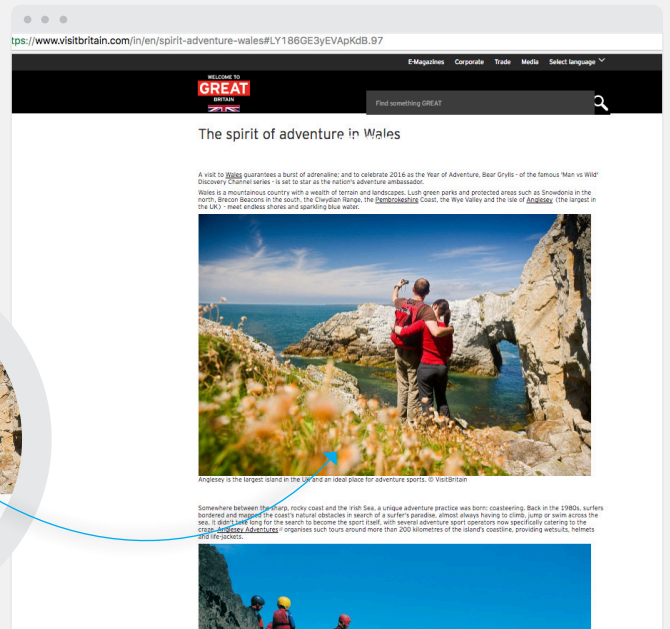 tps://www.visitbritain.com/in/en/spirit-adventure-wales#LY186GE3yEVApKdB.97
E-Magazines Corporate Trade Media Select language
WELCOME TO
GREAT
BRITAIN
Find something GREAT
The spirit of adventure in Wales
A visit to Wales guarantees a burst of adrenaline; and to celebrate 2016 as the Year of Adventure, Bear Grylls - of the famous 'Man vs Wild'
Discovery Channel series - is set to star as the nation's adventure ambassador.
Wales is a mountainous country with a wealth of terrain and landscapes. Lush green parks and protected areas such as Snowdonia in the
north, Brecon Beacons in the south, the Clwydian Range, the Pembrokeshire Coast, the Wye Valley and the isle of Anglesey (the largest in
the UK) - meet endless shores and sparkling blue water.
Anglesey is the largest island in the UK and an ideal place for adventure sports. © VisitBritain
Somewhere between the sharp, rocky coast and the Irish Sea, a unique adventure practice was born: coasteering. Back in the 1980s, surfers
bordered and mapped the coast's natural obstacles in search of a surfer's paradise, almost always having to climb, jump or swim across the
sea. It didn't take long for the search to become the sport itself, with several adventure sport operators now specifically catering to the
craze. Anglesey Adventures organises such tours around more than 200 kilometres of the island's coastline, providing wetsuits, helmets
and life-jackets.